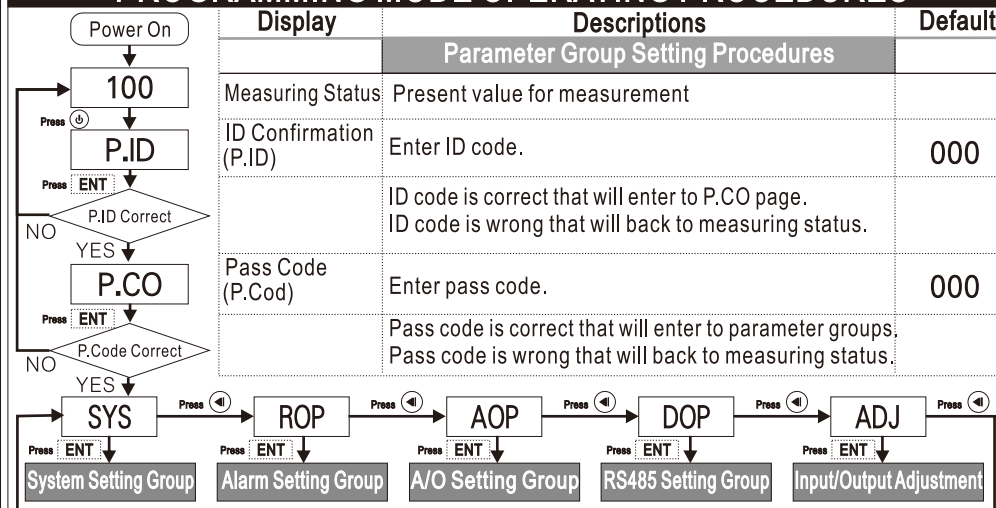 PROGRAMMING MODE OPERATING PROCEDURES
Power On
Display Descriptions Default
Parameter Group Setting Procedures
100
Measuring Status Present value for measurement
Press
P.ID
ID Confirmation
(P.ID)
Enter ID code.
000
Press ENT
P.ID Correct
NO
YES
ID code is correct that will enter to P.CO page.
ID code is wrong that will back to measuring status.
P.CO
Pass Code
(P.Cod)
Enter pass code.
000
Press ENT
P.Code Correct
NO
YES
Pass code is correct that will enter to parameter groups.
Pass code is wrong that will back to measuring status.
SYS Press ROP Press AOP Press DOP Press ADJ Press
Press ENT Press ENT Press ENT Press ENT Press ENT
System Setting Group Alarm Setting Group A/O Setting Group RS485 Setting Group Input/Output Adjustment